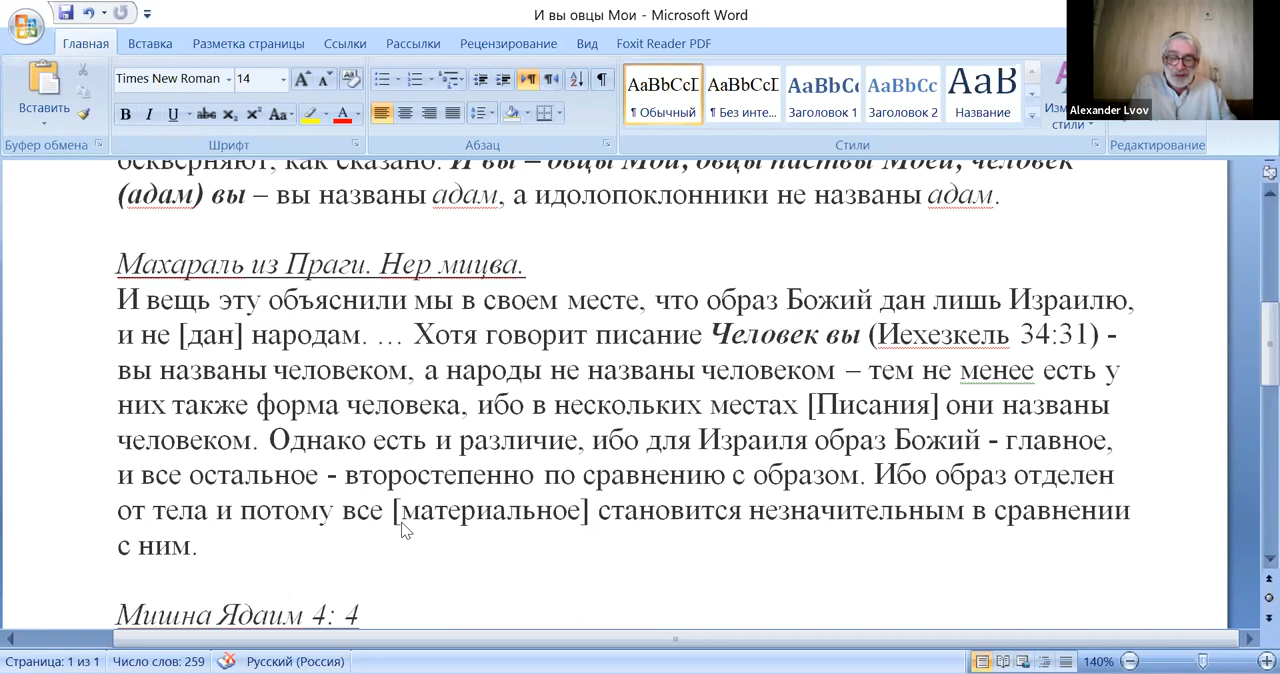 И вы овцы Мои - Microsoft Word
Главная Вставка Разметка страницы Ссылки Рассылки Рецензирование Вид Foxit Reader PDF
Вставить
Times New Roman 14
АаВbСсI АаВbСсI АаВbСс АаВbСс АаВ
¶ Обычный ¶ Без инте... Заголовок 1 Заголовок 2 Название
стили
Буфер обмена Шрифт Абзац Стили Редактирование
Alexander Lvov
оскверняют, как сказано: И вы – овцы Мои, овцы паствы Моей, человек
(адам) вы – вы названы адам, а идолопоклонники не названы адам.
Махараль из Праги. Нер мицва.
И вещь эту объяснили мы в своем месте, что образ Божий дан лишь Израилю,
и не [дан] народам. … Хотя говорит писание Человек вы (Иехезкель 34:31) -
вы названы человеком, а народы не названы человеком – тем не менее есть у
них также форма человека, ибо в нескольких местах [Писания] они названы
человеком. Однако есть и различие, ибо для Израиля образ Божий - главное,
и все остальное - второстепенно по сравнению с образом. Ибо образ отделен
от тела и потому все [материальное] становится незначительным в сравнении
с ним.
Мишна Ядаим 4: 4
Страница: 1 из 1 Число слов: 259 Русский (Россия) 140%